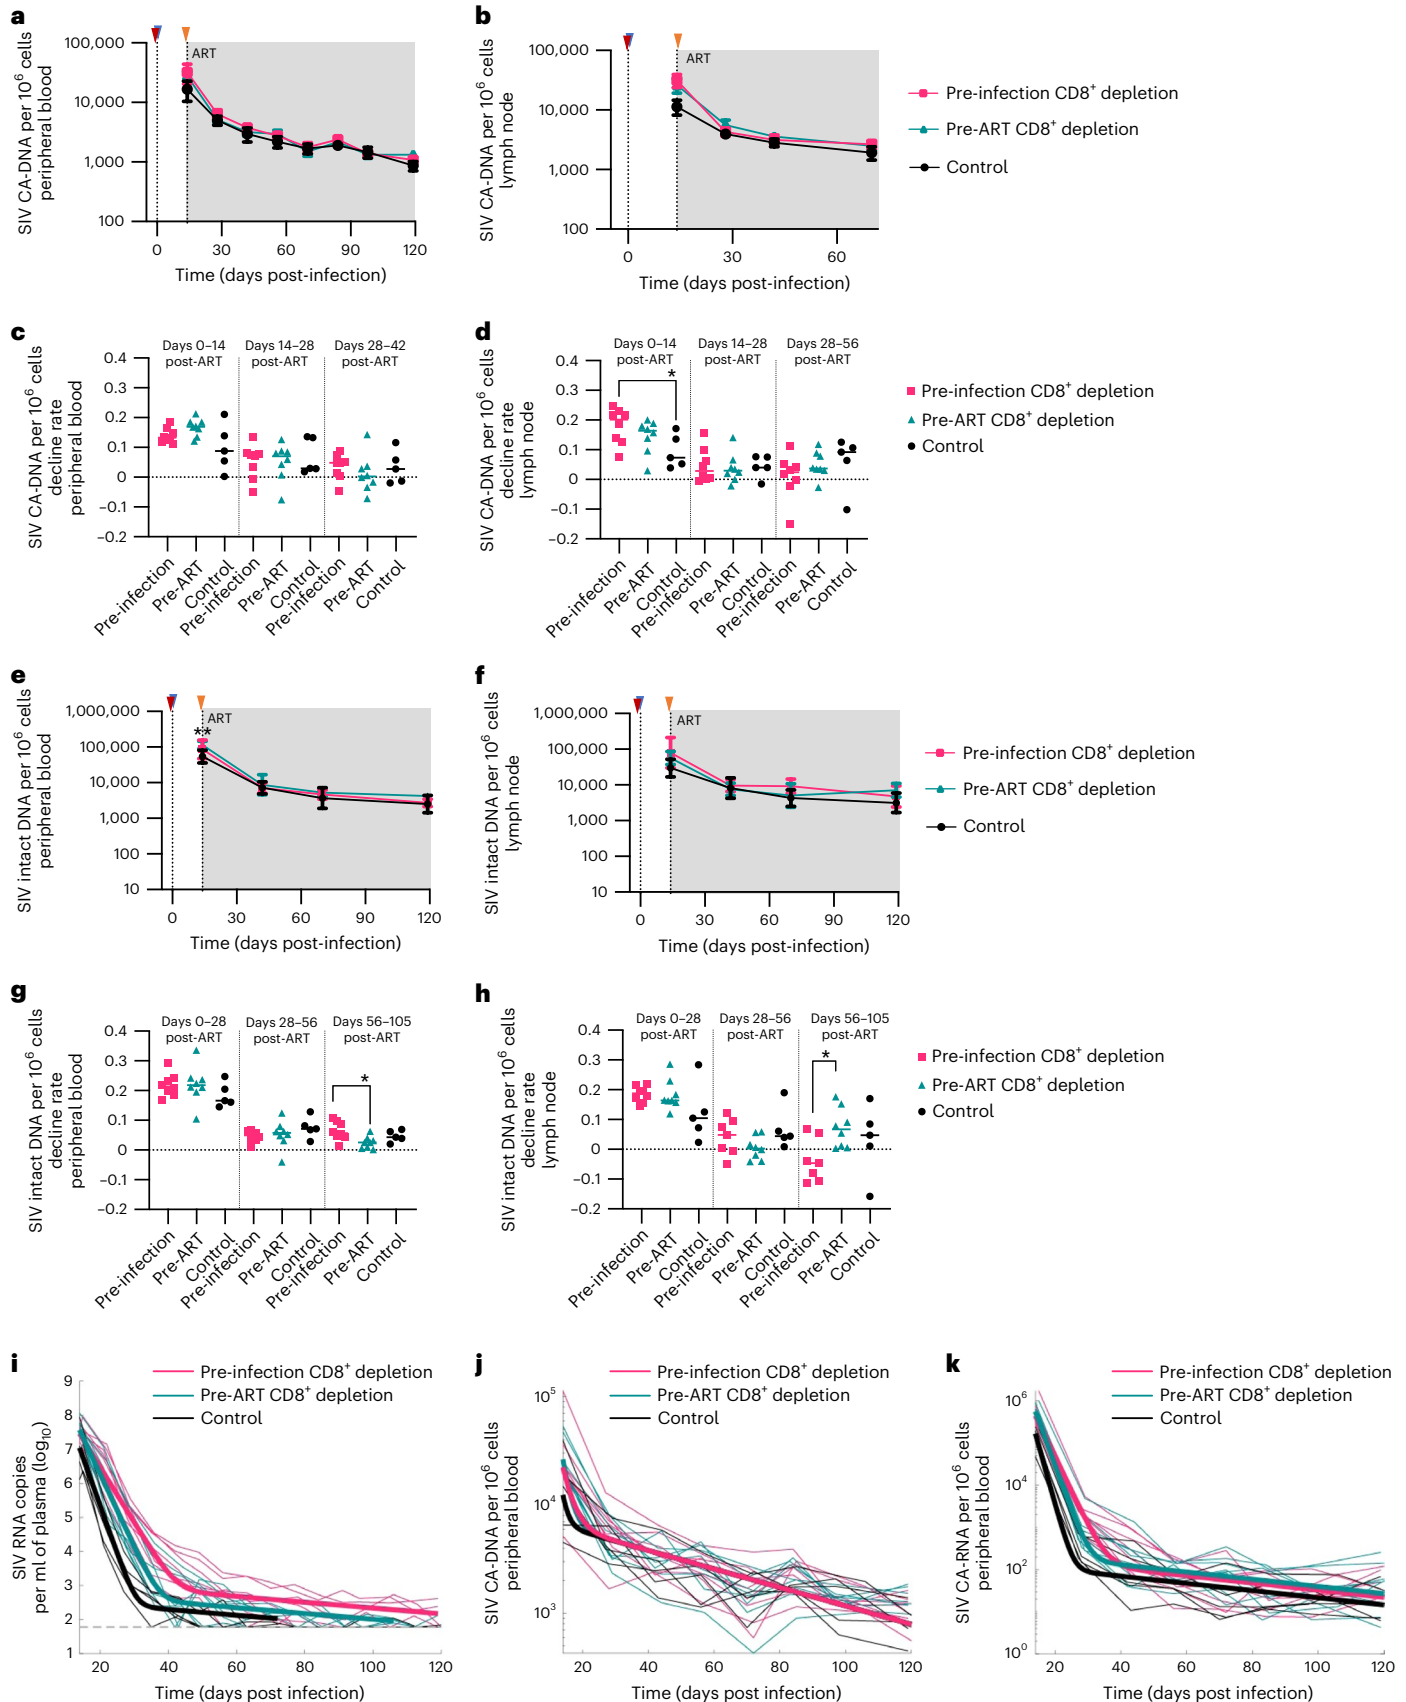 a
SIV CA-DNA per 10⁶ cells
peripheral blood
100,000
10,000
1,000
100
ART
0
30
60
90
120
Time (days post-infection)
b
SIV CA-DNA per 10⁶ cells
lymph node
100,000
10,000
1,000
100
ART
0
30
60
Time (days post-infection)
Pre-infection CD8⁺ depletion
Pre-ART CD8⁺ depletion
Control
c
SIV CA-DNA per 10⁶ cells
decline rate
peripheral blood
Days 0–14
post-ART
Days 14–28
post-ART
Days 28–42
post-ART
0.4
0.3
0.2
0.1
0
−0.1
−0.2
Pre-infection
Pre-ART
Control
Pre-infection
Pre-ART
Control
Pre-infection
Pre-ART
Control
d
SIV CA-DNA per 10⁶ cells
decline rate
lymph node
Days 0–14
post-ART
Days 14–28
post-ART
Days 28–56
post-ART
0.4
0.3
0.2
0.1
0
−0.1
−0.2
*
Pre-infection
Pre-ART
Control
Pre-infection
Pre-ART
Control
Pre-infection
Pre-ART
Control
Pre-infection CD8⁺ depletion
Pre-ART CD8⁺ depletion
Control
e
SIV intact DNA per 10⁶ cells
peripheral blood
1,000,000
100,000
10,000
1,000
100
10
ART
**
0
30
60
90
120
Time (days post-infection)
f
SIV intact DNA per 10⁶ cells
lymph node
1,000,000
100,000
10,000
1,000
100
10
ART
0
30
60
90
120
Time (days post-infection)
Pre-infection CD8⁺ depletion
Pre-ART CD8⁺ depletion
Control
g
SIV intact DNA per 10⁶ cells
decline rate
peripheral blood
Days 0–28
post-ART
Days 28–56
post-ART
Days 56–105
post-ART
0.4
0.3
0.2
0.1
0
−0.1
−0.2
*
Pre-infection
Pre-ART
Control
Pre-infection
Pre-ART
Control
Pre-infection
Pre-ART
Control
h
SIV intact DNA per 10⁶ cells
decline rate
lymph node
Days 0–28
post-ART
Days 28–56
post-ART
Days 56–105
post-ART
0.4
0.3
0.2
0.1
0
−0.1
−0.2
*
Pre-infection
Pre-ART
Control
Pre-infection
Pre-ART
Control
Pre-infection
Pre-ART
Control
Pre-infection CD8⁺ depletion
Pre-ART CD8⁺ depletion
Control
i
Pre-infection CD8⁺ depletion
Pre-ART CD8⁺ depletion
Control
SIV RNA copies
per ml of plasma (log₁₀)
9
8
7
6
5
4
3
2
1
20
40
60
80
100
120
Time (days post infection)
j
Pre-infection CD8⁺ depletion
Pre-ART CD8⁺ depletion
Control
SIV CA-DNA per 10⁶ cells
peripheral blood
10⁵
10⁴
10³
20
40
60
80
100
120
Time (days post infection)
k
Pre-infection CD8⁺ depletion
Pre-ART CD8⁺ depletion
Control
SIV CA-RNA per 10⁶ cells
peripheral blood
10⁶
10⁴
10²
10⁰
20
40
60
80
100
120
Time (days post infection)